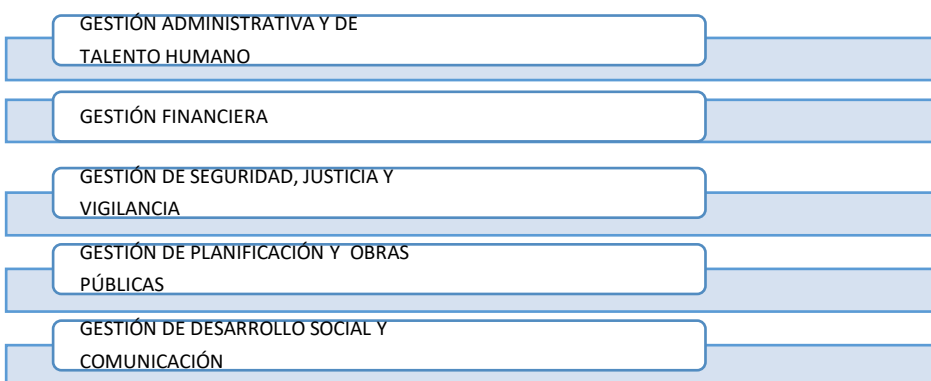 GESTIÓN ADMINISTRATIVA Y DE
TALENTO HUMANO
GESTIÓN FINANCIERA
GESTIÓN DE SEGURIDAD, JUSTICIA Y
VIGILANCIA
GESTIÓN DE PLANIFICACIÓN Y  OBRAS
PÚBLICAS
GESTIÓN DE DESARROLLO SOCIAL Y
COMUNICACIÓN